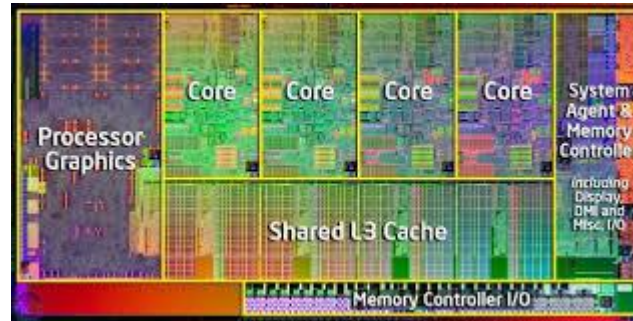 Processor
Graphics
Core
Core
Core
Core
System
Agent &
Memory
Controller
including
Display,
DMI and
Misc. I/O
Shared L3 Cache
Memory Controller I/O